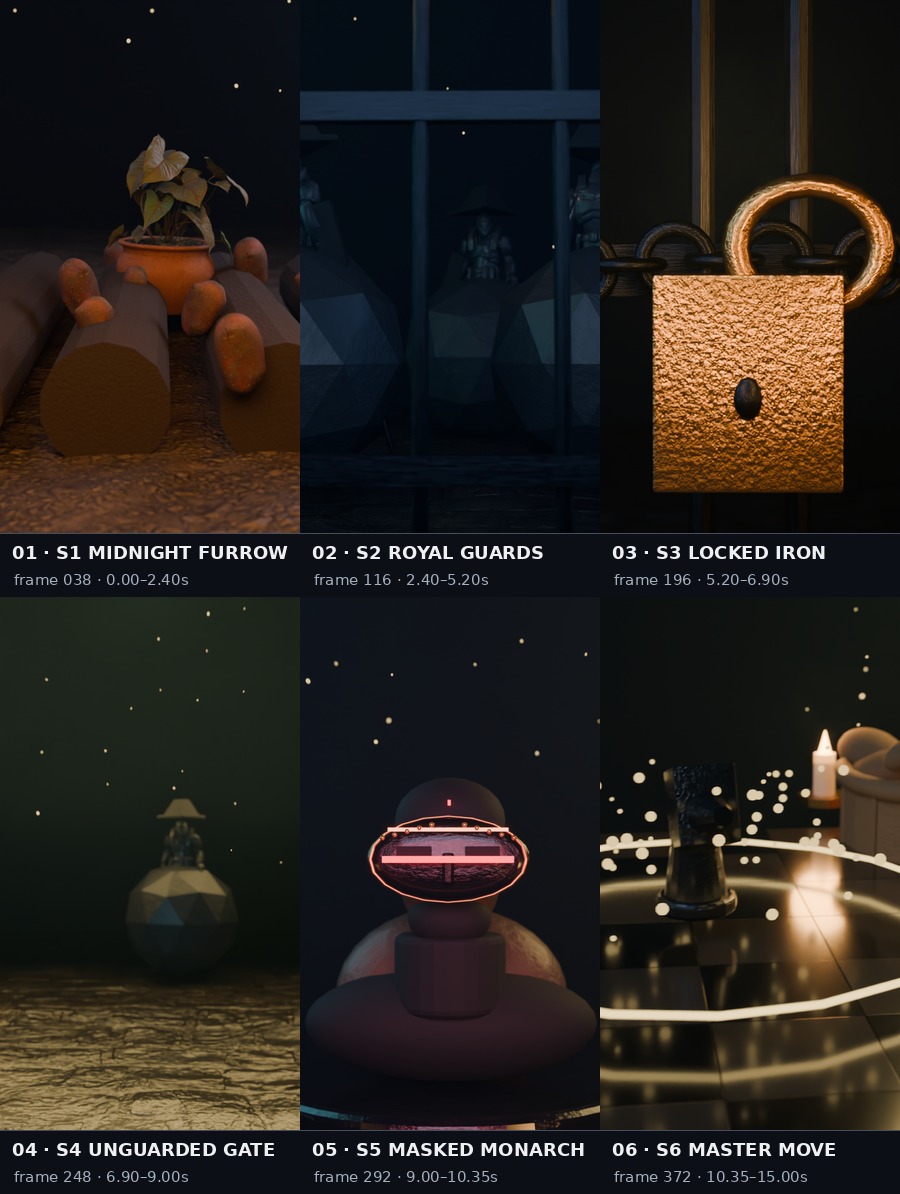 01 · S1 MIDNIGHT FURROW
frame 038 · 0.00–2.40s
02 · S2 ROYAL GUARDS
frame 116 · 2.40–5.20s
03 · S3 LOCKED IRON
frame 196 · 5.20–6.90s
04 · S4 UNGUARDED GATE
frame 248 · 6.90–9.00s
05 · S5 MASKED MONARCH
frame 292 · 9.00–10.35s
06 · S6 MASTER MOVE
frame 372 · 10.35–15.00s